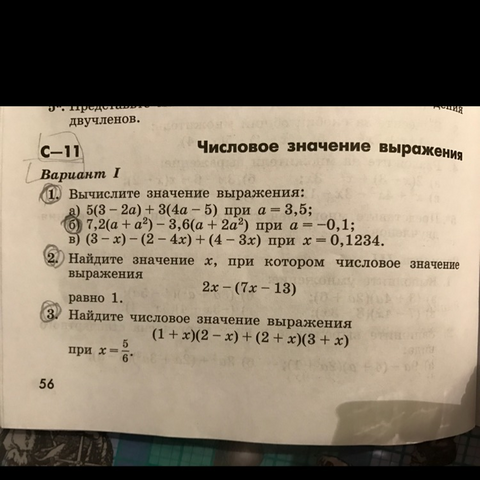 двучленов.
С—11
Числовое значение выражения
Вариант I
1. Вычислите значение выражения:
а) 5(3 − 2a) + 3(4a − 5) при a = 3,5;
б) 7,2(a + a²) − 3,6(a + 2a²) при a = −0,1;
в) (3 − x) − (2 − 4x) + (4 − 3x) при x = 0,1234.
2. Найдите значение x, при котором числовое значение
выражения
2x − (7x − 13)
равно 1.
3. Найдите числовое значение выражения
(1 + x)(2 − x) + (2 + x)(3 + x)
при x = 5/6.
56